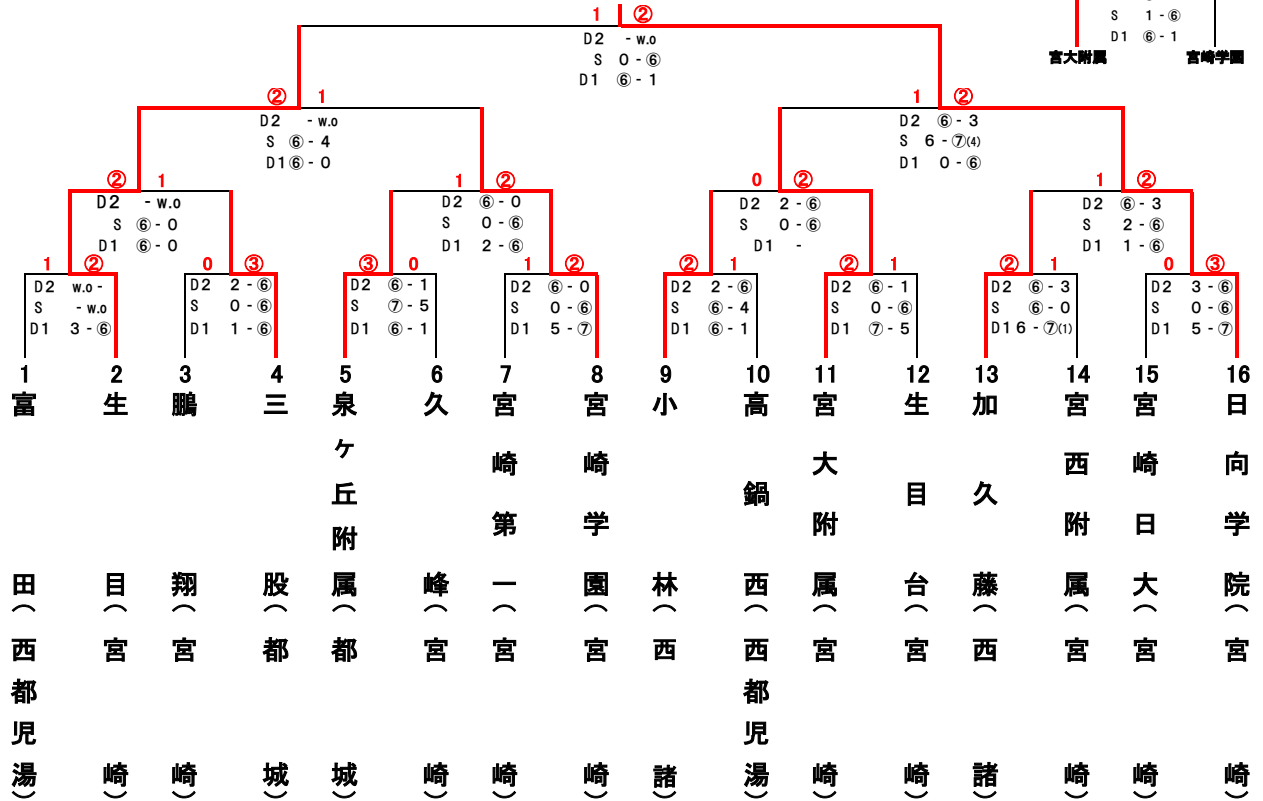 1 ②
D2 - w.o
S 0 - ⑥
D1 ⑥ - 1
S 1 - ⑥
D1 ⑥ - 1
宮大附属 宮崎学園
② 1
D2 - w.o
S ⑥ - 4
D1 ⑥ - 0
1 ②
D2 ⑥ - 3
S 6 - ⑦(4)
D1 0 - ⑥
② 1
D2 - w.o
S ⑥ - 0
D1 ⑥ - 0
1 ②
D2 ⑥ - 0
S 0 - ⑥
D1 2 - ⑥
0 ②
D2 2 - ⑥
S 0 - ⑥
D1 -
1 ②
D2 ⑥ - 3
S 2 - ⑥
D1 1 - ⑥
1 ②
D2 w.o -
S - w.o
D1 3 - ⑥
0 ③
D2 2 - ⑥
S 0 - ⑥
D1 1 - ⑥
③ 0
D2 ⑥ - 1
S ⑦ - 5
D1 ⑥ - 1
1 ②
D2 ⑥ - 0
S 0 - ⑥
D1 5 - ⑦
② 1
D2 2 - ⑥
S ⑥ - 4
D1 ⑥ - 1
② 1
D2 ⑥ - 1
S 0 - ⑥
D1 ⑦ - 5
② 1
D2 ⑥ - 3
S ⑥ - 0
D1 6 - ⑦(1)
0 ③
D2 3 - ⑥
S 0 - ⑥
D1 5 - ⑦
1 富田（西都児湯）
2 生目（宮崎）
3 鵬翔（宮崎）
4 三股（都城）
5 泉ヶ丘附属（都城）
6 久峰（宮崎）
7 宮崎第一（宮崎）
8 宮崎学園（宮崎）
9 小林（西諸）
10 高鍋西（西都児湯）
11 宮大附属（宮崎）
12 生目台（宮崎）
13 加久藤（西諸）
14 宮西附属（宮崎）
15 宮崎日大（宮崎）
16 日向学院（宮崎）